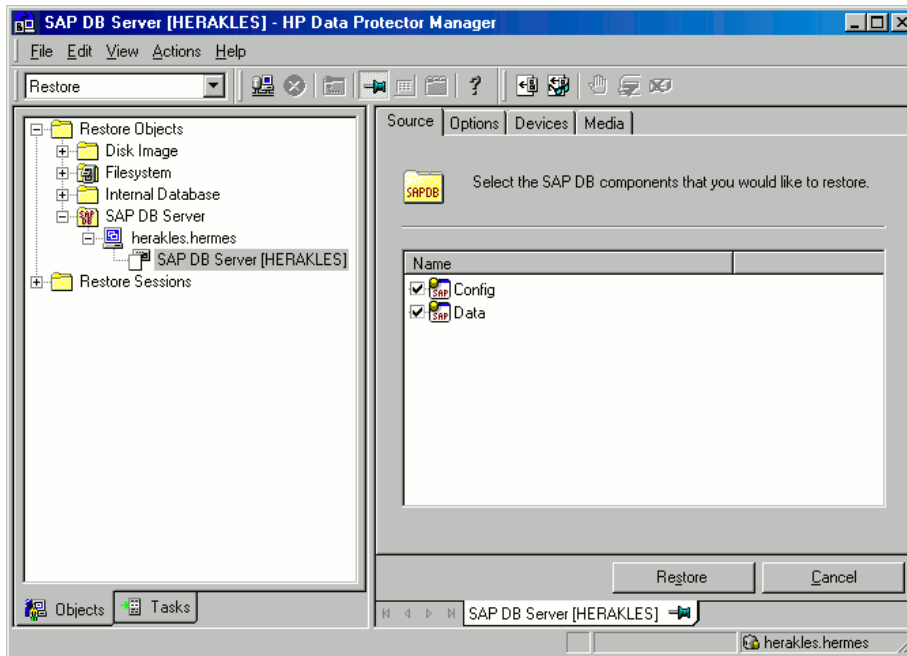 SAP DB Server [HERAKLES] - HP Data Protector Manager
File Edit View Actions Help
Restore
Restore Objects
Disk Image
Filesystem
Internal Database
SAP DB Server
herakles.hermes
SAP DB Server [HERAKLES]
Restore Sessions
Objects Tasks
Source Options Devices Media
SAPDB
Select the SAP DB components that you would like to restore.
Name
SAP Config
SAP Data
Restore Cancel
SAP DB Server [HERAKLES]
herakles.hermes